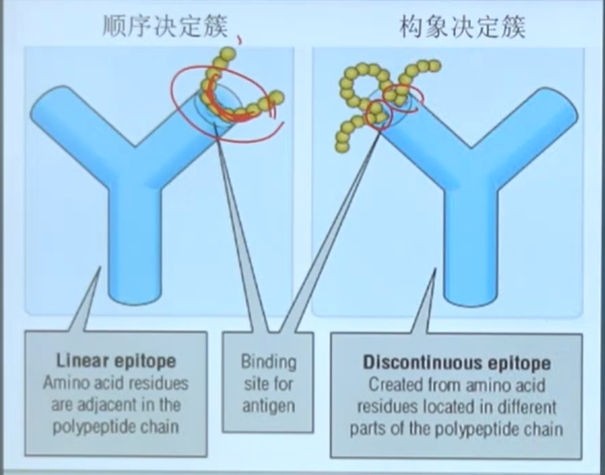 顺序决定簇
构象决定簇
Linear epitope
Amino acid residues
are adjacent in the
polypeptide chain
Binding
site for
antigen
Discontinuous epitope
Created from amino acid
residues located in different
parts of the polypeptide chain